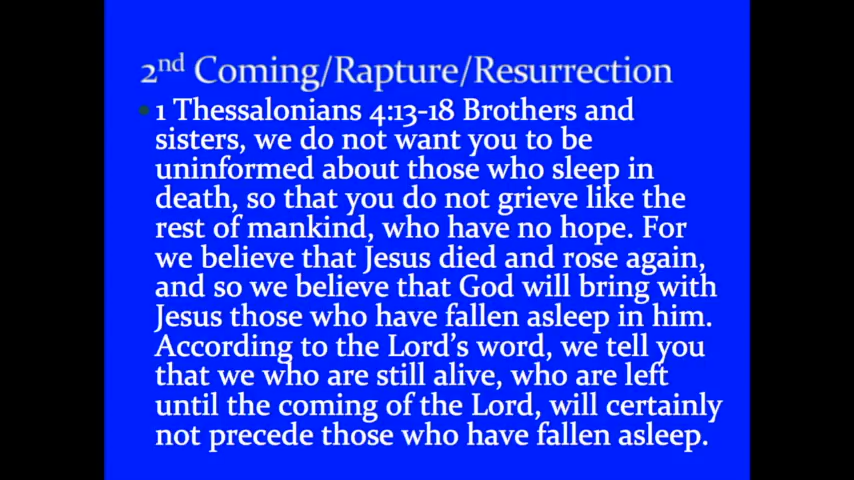 2nd Coming/Rapture/Resurrection
• 1 Thessalonians 4:13-18 Brothers and
sisters, we do not want you to be
uninformed about those who sleep in
death, so that you do not grieve like the
rest of mankind, who have no hope. For
we believe that Jesus died and rose again,
and so we believe that God will bring with
Jesus those who have fallen asleep in him.
According to the Lord's word, we tell you
that we who are still alive, who are left
until the coming of the Lord, will certainly
not precede those who have fallen asleep.